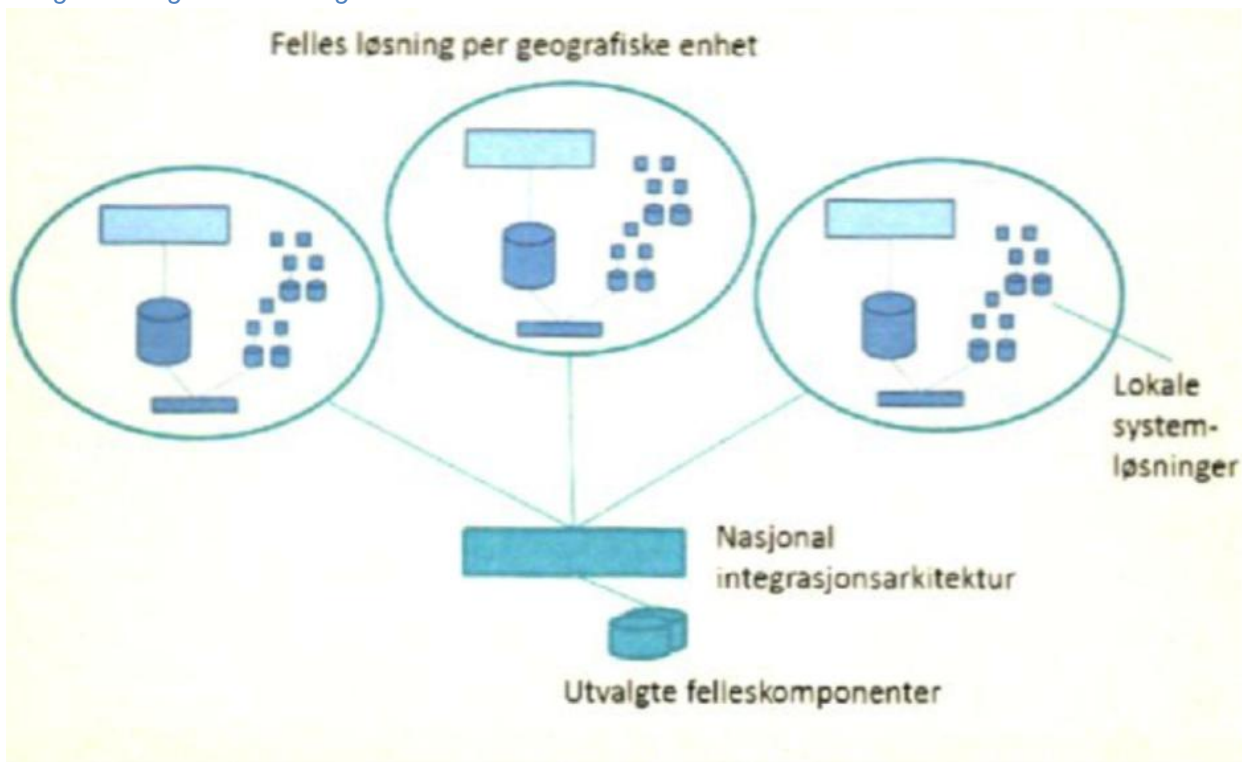 Felles løsning per geografiske enhet
Lokale
system-
løsninger
Nasjonal
integrasjonsarkitektur
Utvalgte felleskomponenter